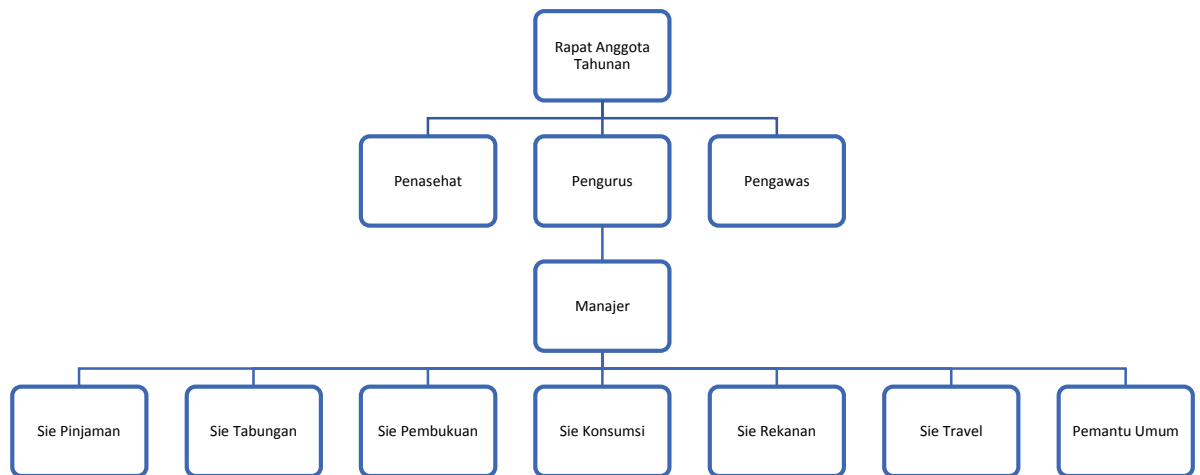 Rapat Anggota
Tahunan
Penasehat
Pengurus
Pengawas
Manajer
Sie Pinjaman
Sie Tabungan
Sie Pembukuan
Sie Konsumsi
Sie Rekanan
Sie Travel
Pemantu Umum